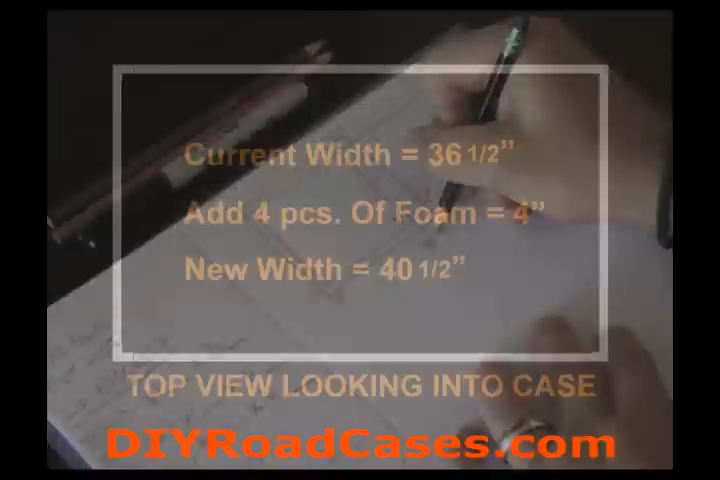 Current Width = 36 1/2”
Add 4 pcs. Of Foam = 4”
New Width = 40 1/2”
TOP VIEW LOOKING INTO CASE
DIYRoadCases.com